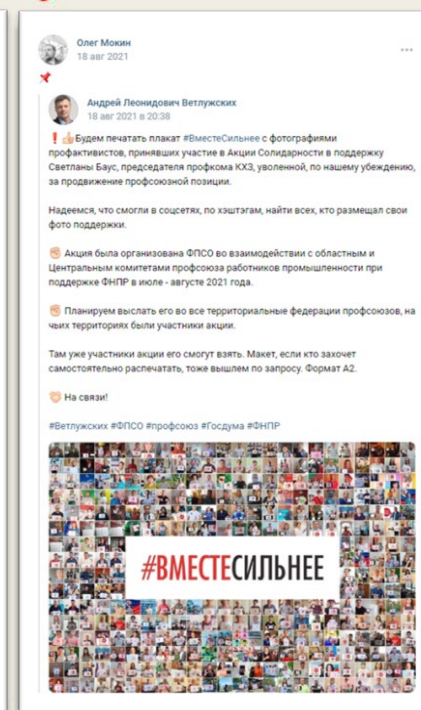 Олег Мокин
18 авг 2021
Андрей Леонидович Ветлужских
18 авг 2021 в 20:38
❗👍Будем печатать плакат #ВместеСильнее с фотографиями
профактивистов, принявших участие в Акции Солидарности в поддержку
Светланы Баус, председателя профкома КХЗ, уволенной, по нашему убеждению,
за продвижение профсоюзной позиции.
Надеемся, что смогли в соцсетях, по хэштэгам, найти всех, кто размещал свои
фото поддержки.
✊ Акция была организована ФПСО во взаимодействии с областным и
Центральным комитетами профсоюза работников промышленности при
поддержке ФНПР в июле - августе 2021 года.
✊ Планируем выслать его во все территориальные федерации профсоюзов, на
чьих территориях были участники акции.
Там уже участники акции его смогут взять. Макет, если кто захочет
самостоятельно распечатать, тоже вышлем по запросу. Формат А2.
На связи!
#Ветлужских #ФПСО #профсоюз #Госдума #ФНПР
#ВМЕСТЕСИЛЬНЕЕ